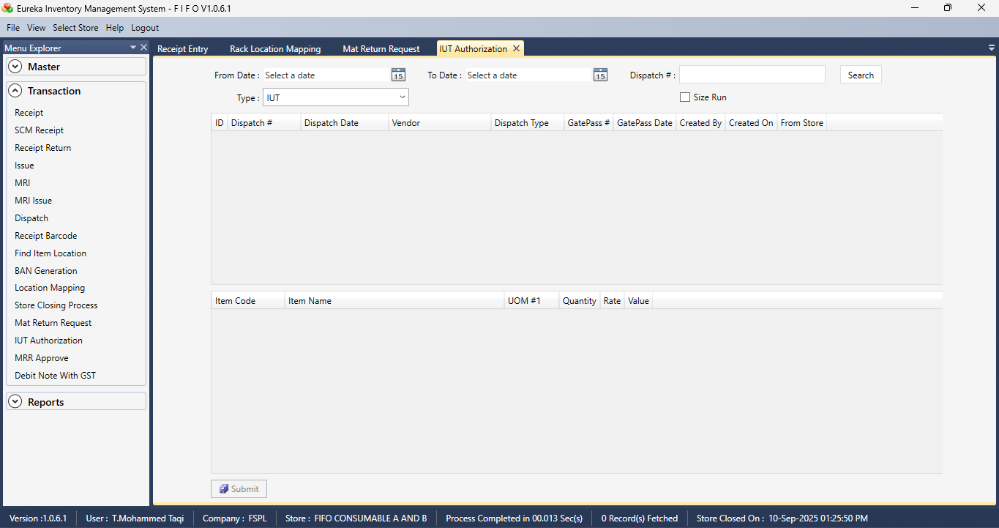 Eureka Inventory Management System - F I F O V1.0.6.1
File View Select Store Help Logout
Menu Explorer
Receipt Entry Rack Location Mapping Mat Return Request IUT Authorization
Master
Transaction
Receipt
SCM Receipt
Receipt Return
Issue
MRI
MRI Issue
Dispatch
Receipt Barcode
Find Item Location
BAN Generation
Location Mapping
Store Closing Process
Mat Return Request
IUT Authorization
MRR Approve
Debit Note With GST
Reports
From Date : Select a date 15 To Date : Select a date 15 Dispatch # : Search
Type : IUT Size Run
ID Dispatch # Dispatch Date Vendor Dispatch Type GatePass # GatePass Date Created By Created On From Store
Item Code Item Name UOM #1 Quantity Rate Value
Submit
Version :1.0.6.1 User : T.Mohammed Taqi Company : FSPL Store : FIFO CONSUMABLE A AND B Process Completed in 00.013 Sec(s) 0 Record(s) Fetched Store Closed On : 10-Sep-2025 01:25:50 PM